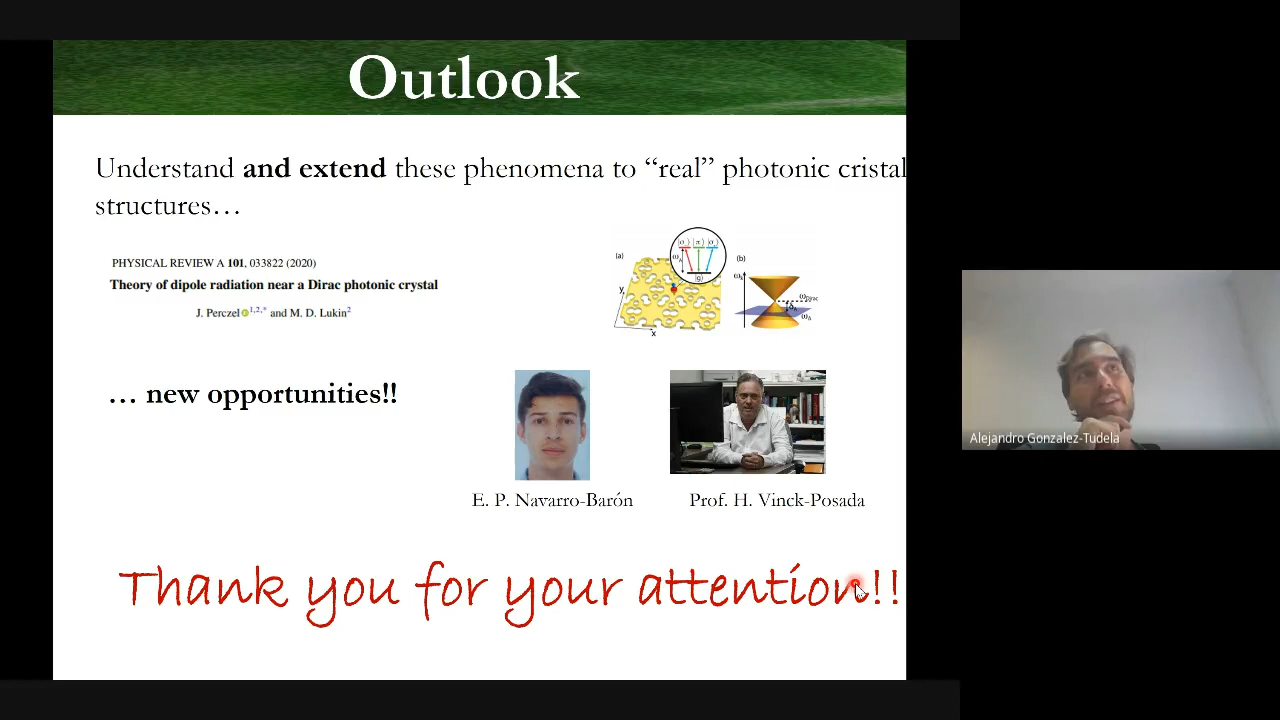 Outlook
Understand and extend these phenomena to “real” photonic cristal
structures…
PHYSICAL REVIEW A 101, 033822 (2020)
Theory of dipole radiation near a Dirac photonic crystal
J. Perczel 1,2,* and M. D. Lukin2
(a)
(b)
y
x
ωDirac
… new opportunities!!
E. P. Navarro-Barón
Prof. H. Vinck-Posada
Thank you for your attention!!
Alejandro Gonzalez-Tudela